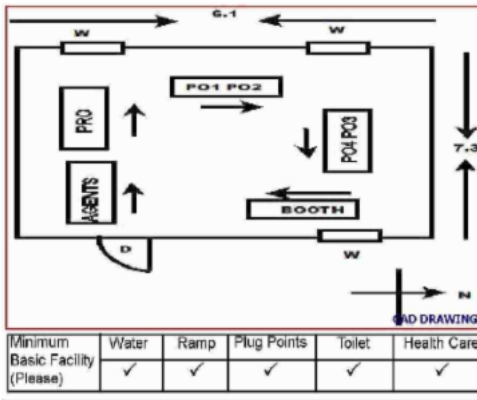 6.1
W W
PO1 PO2
PRO
PO4 PO3
7.3
AGENTS
BOOTH
D
W
N
CAD DRAWING
Minimum Basic Facility (Please) Water Ramp Plug Points Toilet Health Care
✓ ✓ ✓ ✓ ✓